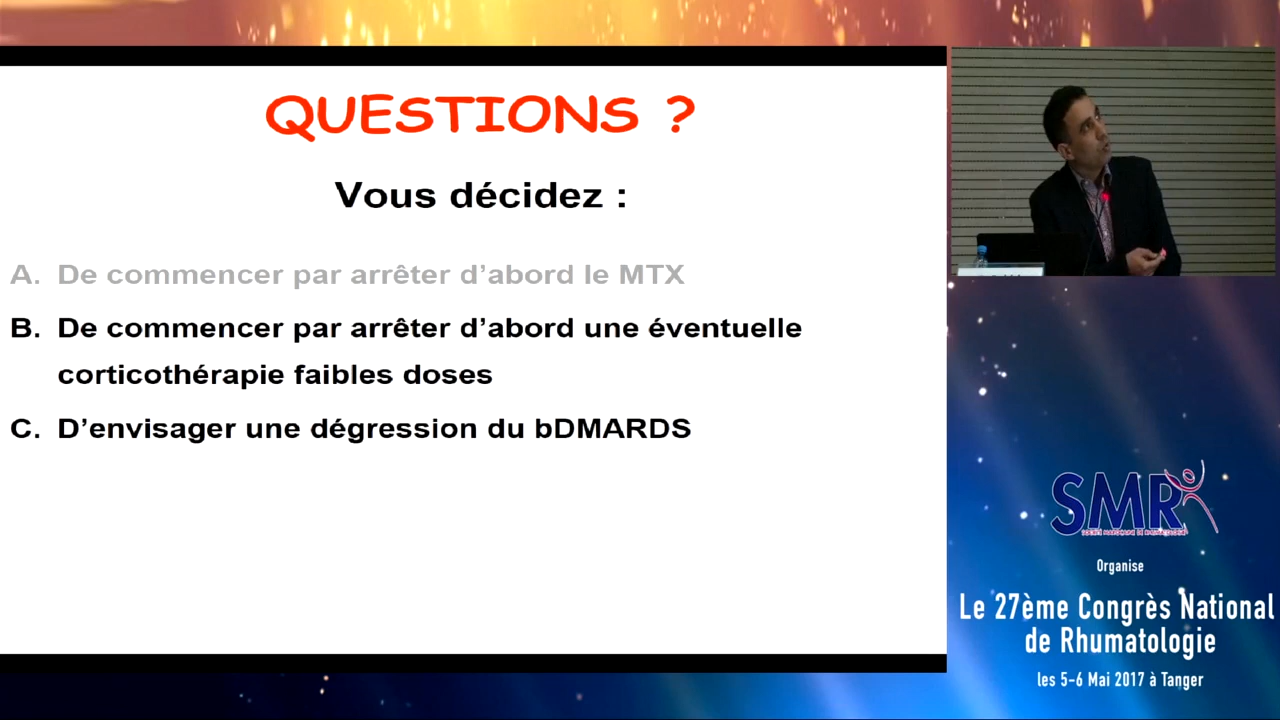 QUESTIONS ?
Vous décidez :
A. De commencer par arrêter d’abord le MTX
B. De commencer par arrêter d’abord une éventuelle
corticothérapie faibles doses
C. D’envisager une dégression du bDMARDS
SMR
Organise
Le 27ème Congrès National
de Rhumatologie
les 5-6 Mai 2017 à Tanger